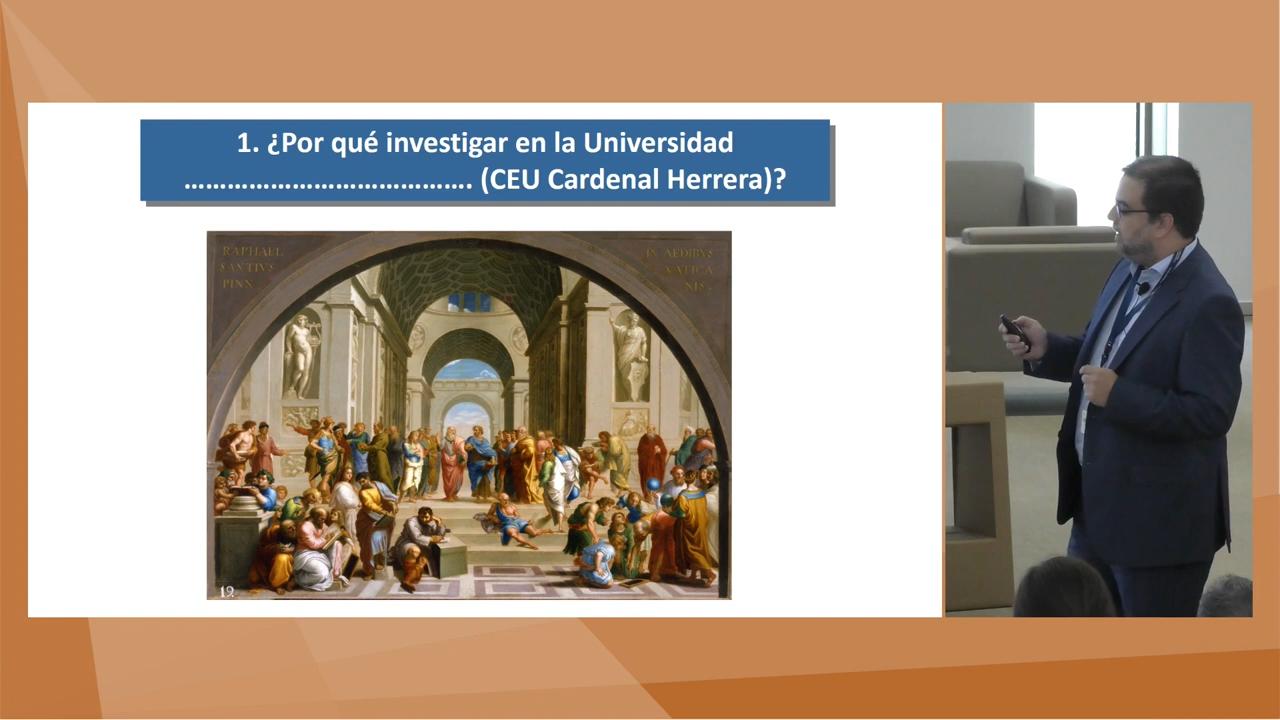 1. ¿Por qué investigar en la Universidad
…………………………………. (CEU Cardenal Herrera)?
RAPHAEL
SANTIVS
PINX
IN AEDIBVS
VATICA
NIS
12